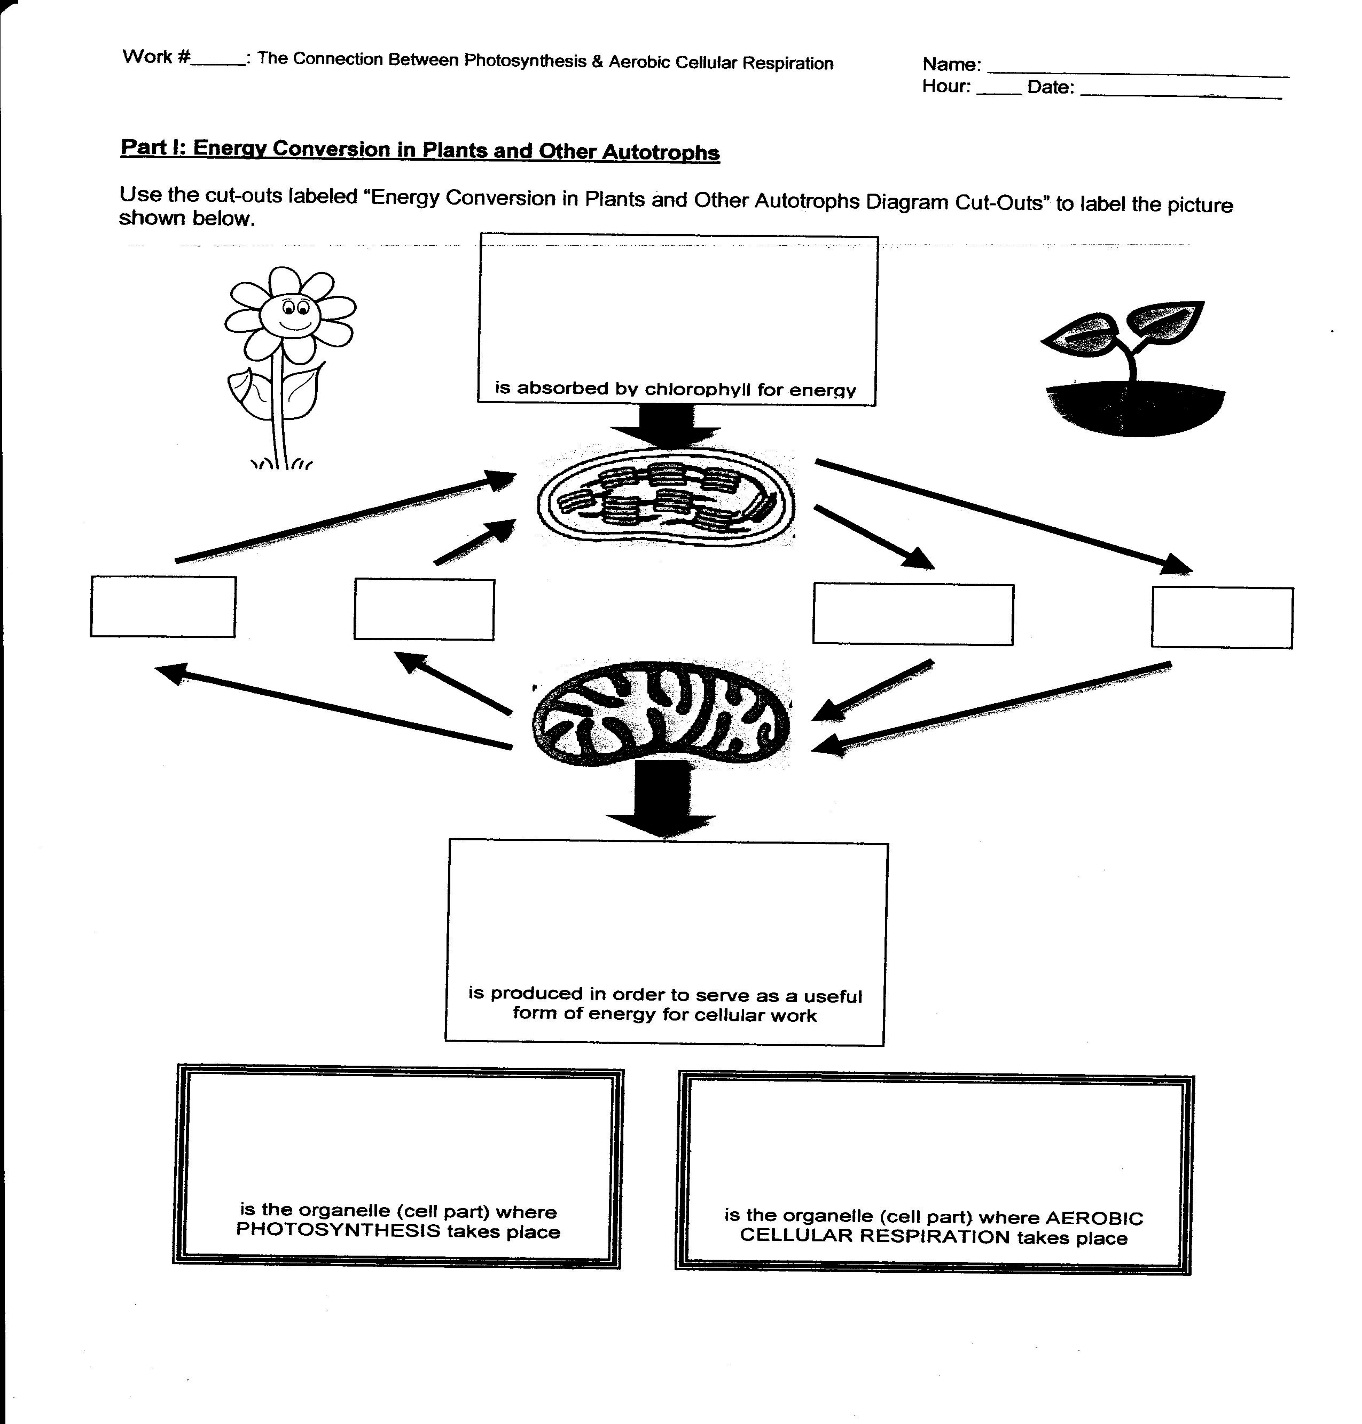 Work #_____: The Connection Between Photosynthesis & Aerobic Cellular Respiration
Name: ____________________________
Hour: ____ Date: ___________________
Part I: Energy Conversion in Plants and Other Autotrophs
Use the cut-outs labeled "Energy Conversion in Plants and Other Autotrophs Diagram Cut-Outs" to label the picture
shown below.
is absorbed by chlorophyll for energy
is produced in order to serve as a useful
form of energy for cellular work
is the organelle (cell part) where
PHOTOSYNTHESIS takes place
is the organelle (cell part) where AEROBIC
CELLULAR RESPIRATION takes place